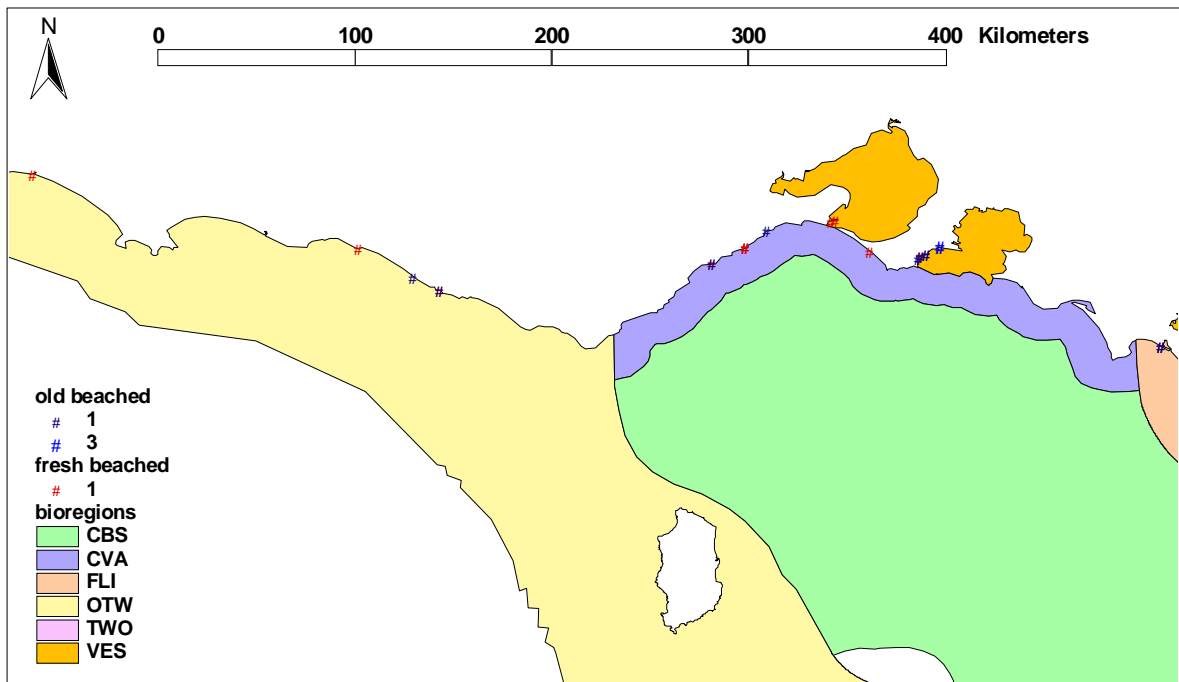 N
0 100 200 300 400 Kilometers
old beached
# 1
# 3
fresh beached
# 1
bioregions
CBS
CVA
FLI
OTW
TWO
VES